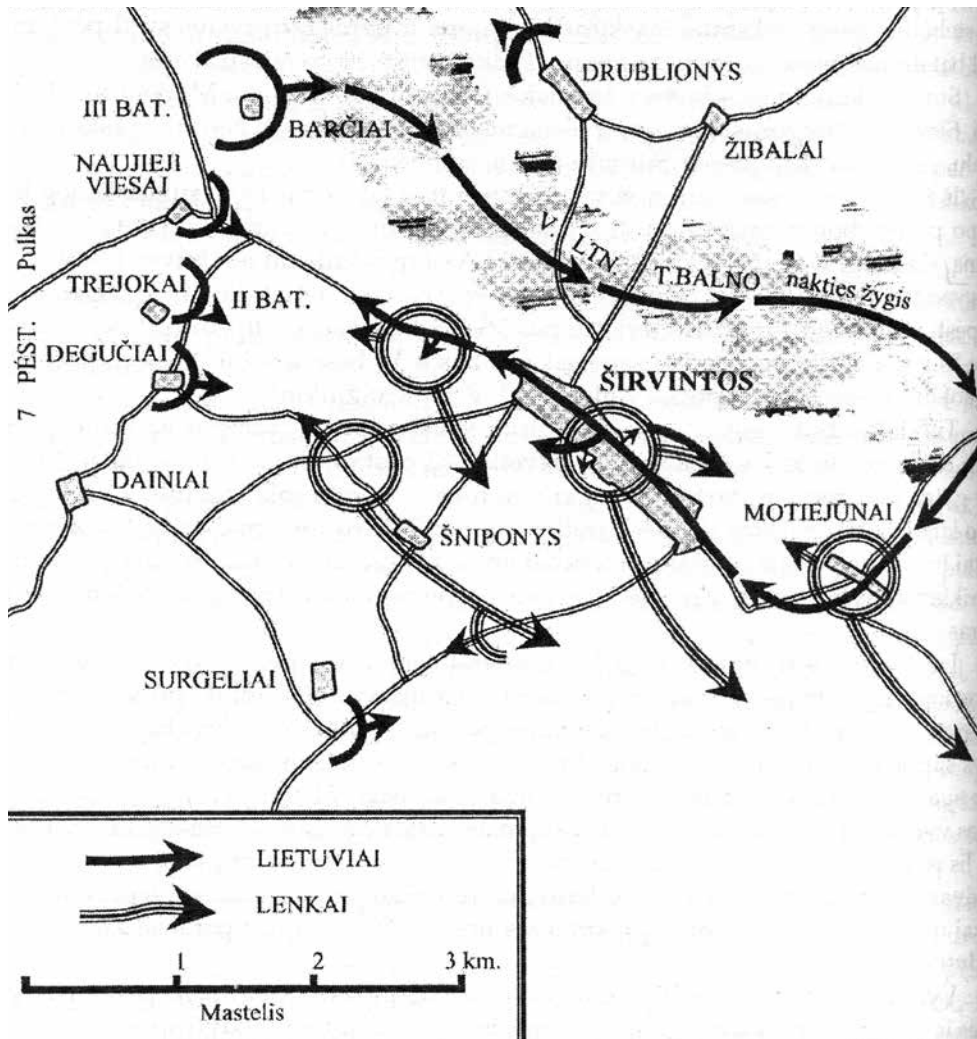 DRUBLIONYS
III BAT.
BARČIAI
ŽIBALAI
NAUJIEJI
VIESAI
7 PĖST. Pulkas
V. LTN. T.BALNO nakties žygis
TREJOKAI
II BAT.
DEGUČIAI
ŠIRVINTOS
DAINIAI
MOTIEJŪNAI
ŠNIPONYS
SURGELIAI
LIETUVIAI
LENKAI
1 2 3 km.
Mastelis